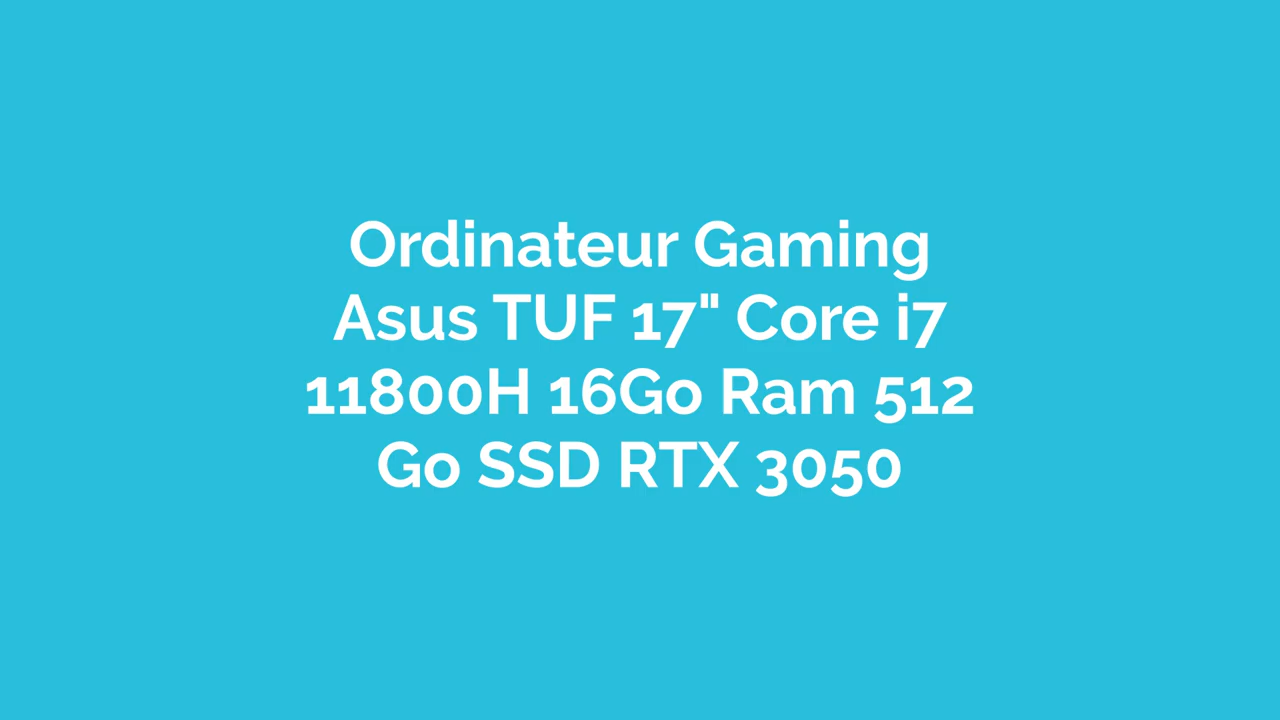 Ordinateur Gaming
Asus TUF 17" Core i7
11800H 16Go Ram 512
Go SSD RTX 3050